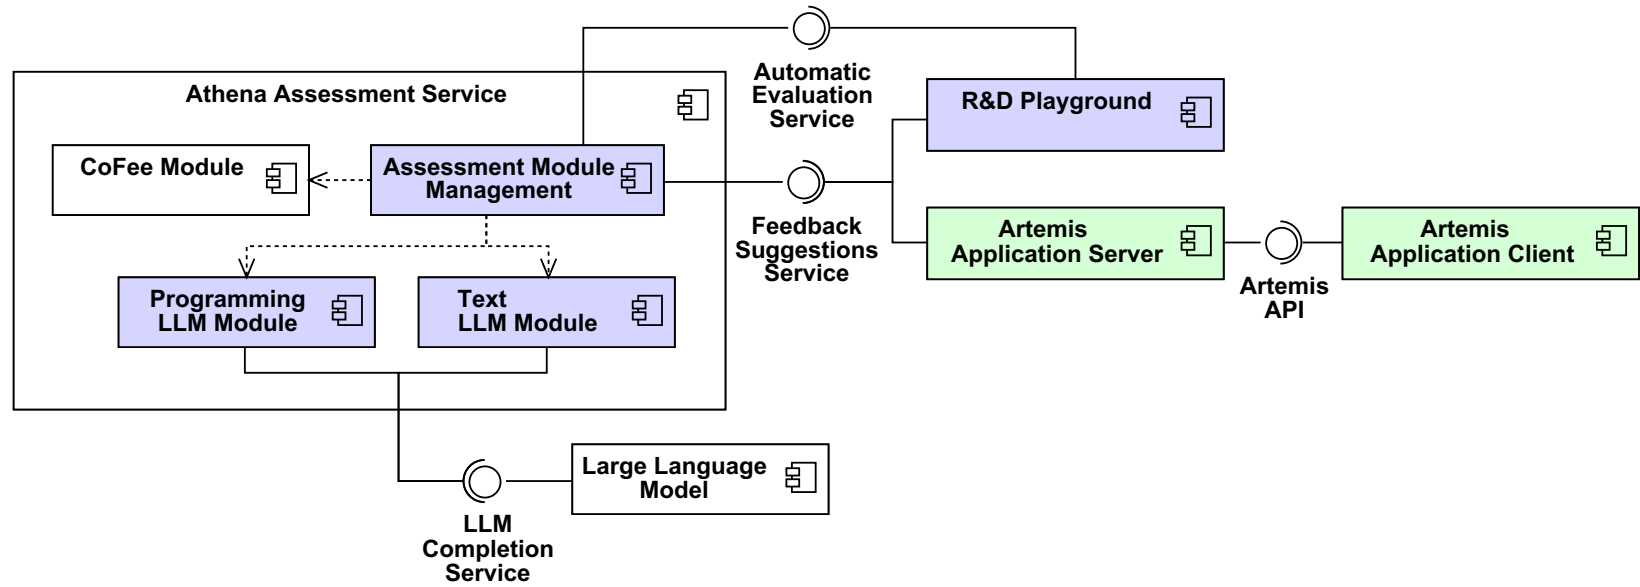 Automatic
Evaluation
Service
Athena Assessment Service
R&D Playground
CoFee Module
Assessment Module
Management
Feedback
Suggestions
Service
Artemis
Application Server
Artemis
API
Artemis
Application Client
Programming
LLM Module
Text
LLM Module
Large Language
Model
LLM
Completion
Service